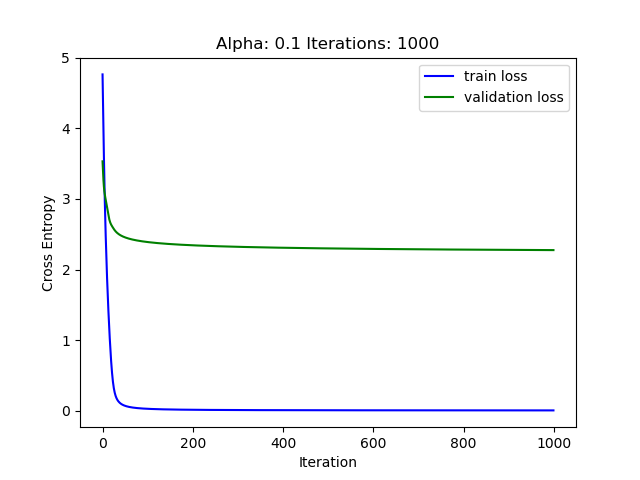 Alpha: 0.1 Iterations: 1000
train loss
validation loss
Cross Entropy
5
4
3
2
1
0
0 200 400 600 800 1000
Iteration